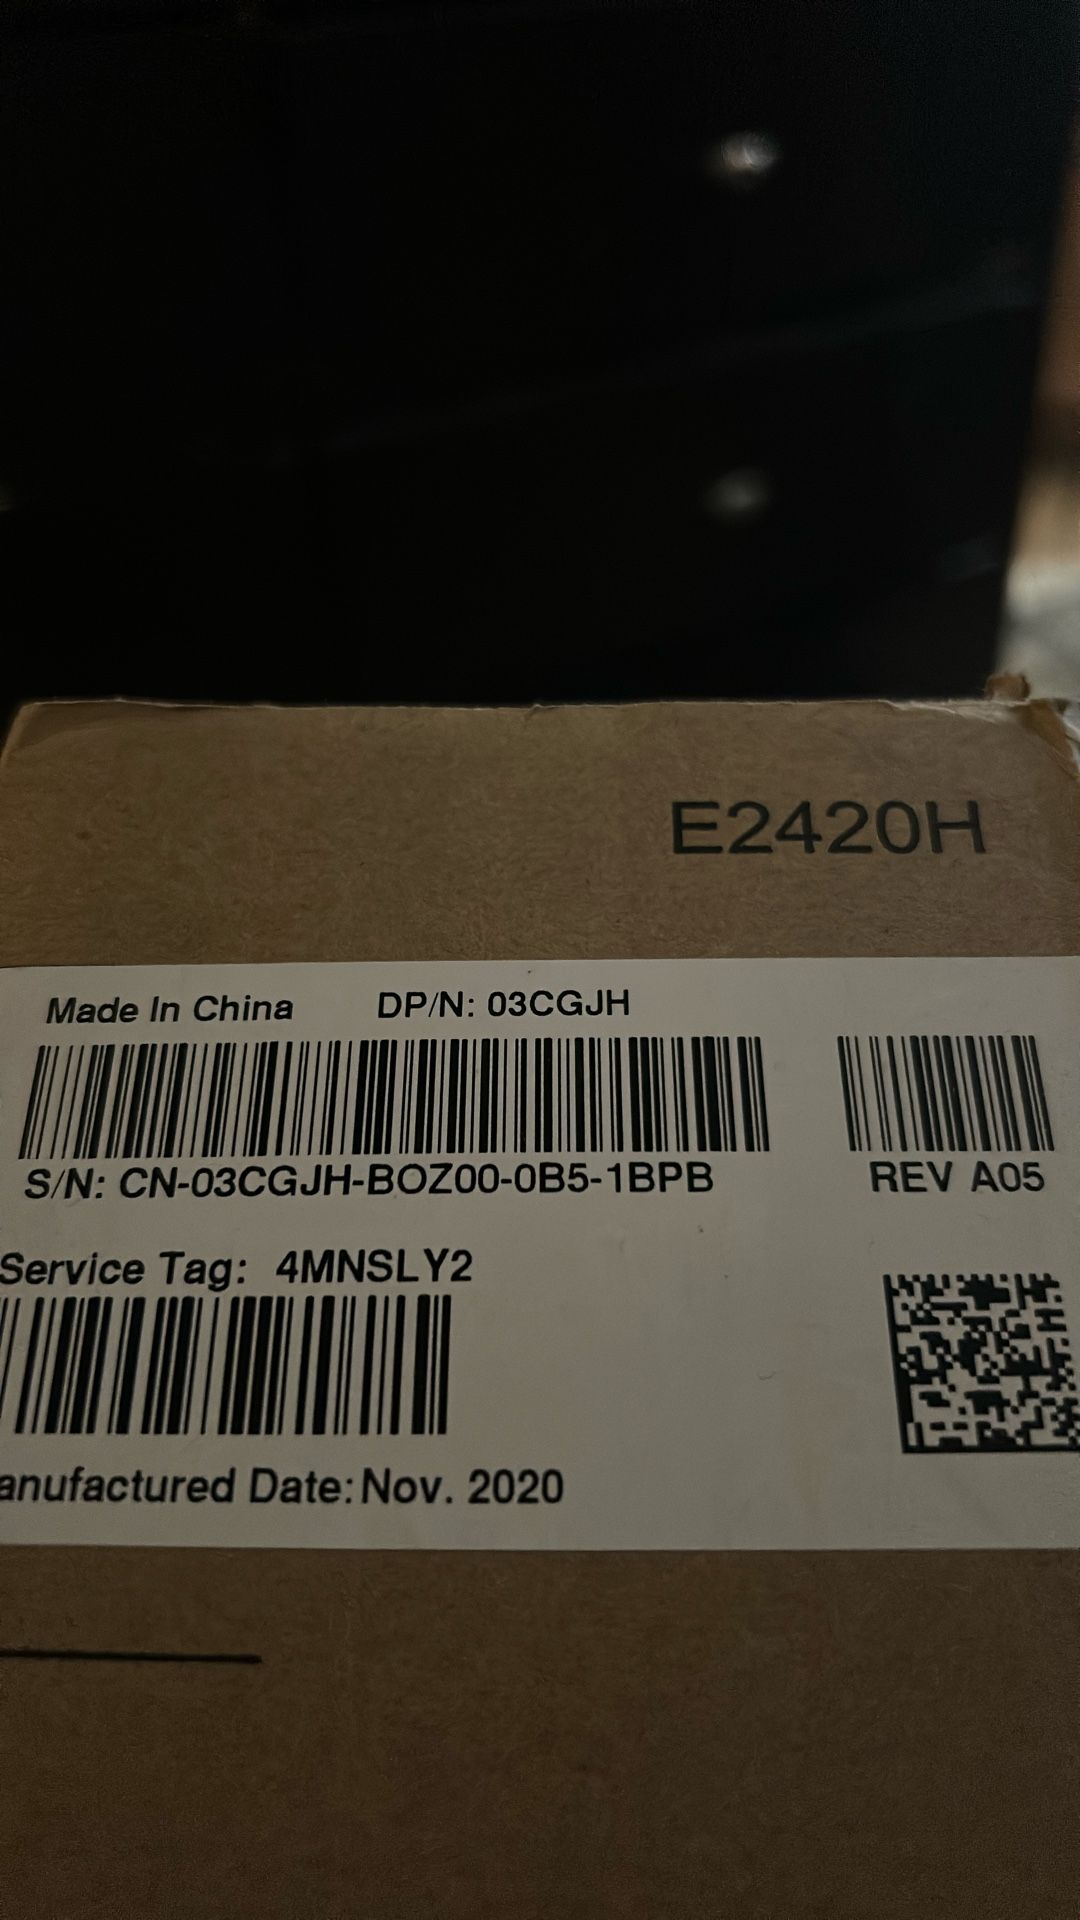 E2420H
Made In China DP/N: 03CGJH
S/N: CN-03CGJH-BOZ00-0B5-1BPB REV A05
Service Tag: 4MNSLY2
anufactured Date: Nov. 2020